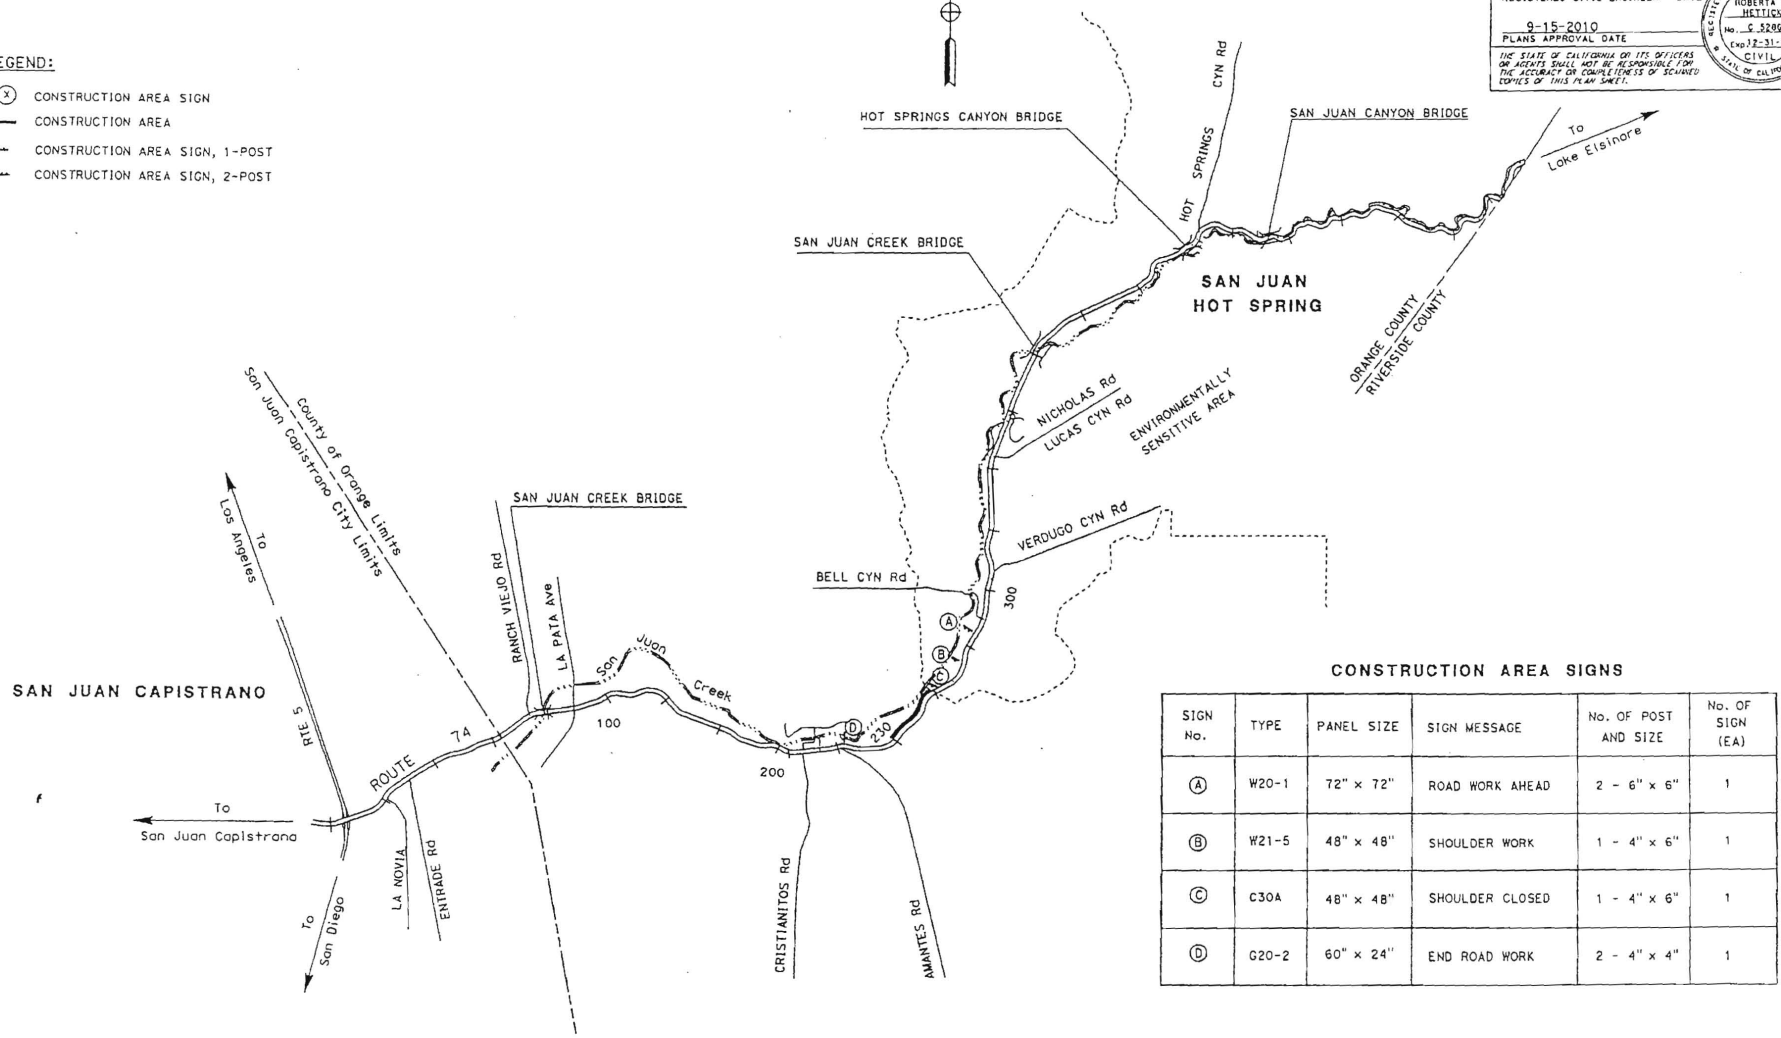 EGEND:
X CONSTRUCTION AREA SIGN
CONSTRUCTION AREA
CONSTRUCTION AREA SIGN, 1-POST
CONSTRUCTION AREA SIGN, 2-POST
9-15-2010
PLANS APPROVAL DATE
THE STATE OF CALIFORNIA OR ITS OFFICERS
OR AGENTS SHALL NOT BE RESPONSIBLE FOR
THE ACCURACY OR COMPLETENESS OF SCANNED
COPIES OF THIS PLAN SHEET.
ROBERTA
HETTICK
No.
Exp. 12-31-
CIVIL
HOT SPRINGS CANYON BRIDGE
HOT SPRINGS CYN Rd
SAN JUAN CANYON BRIDGE
To
Lake Elsinore
SAN JUAN CREEK BRIDGE
SAN JUAN
HOT SPRING
ORANGE COUNTY
RIVERSIDE COUNTY
NICHOLAS Rd
LUCAS CYN Rd
ENVIRONMENTALLY
SENSITIVE AREA
County of Orange Limits
San Juan Capistrano City Limits
To
Los Angeles
SAN JUAN CREEK BRIDGE
RANCH VIEJO Rd
LA PATA Ave
VERDUGO CYN Rd
BELL CYN Rd
300
A
B
C
D
San Juan Creek
SAN JUAN CAPISTRANO
RTE 5
ROUTE 74
100
200
230
To
San Juan Capistrano
To
San Diego
LA NOVIA
ENTRADE Rd
CRISTIANITOS Rd
AMANTES Rd
CONSTRUCTION AREA SIGNS
SIGN No. TYPE PANEL SIZE SIGN MESSAGE No. OF POST AND SIZE No. OF SIGN (EA)
A W20-1 72" x 72" ROAD WORK AHEAD 2 - 6" x 6" 1
B W21-5 48" x 48" SHOULDER WORK 1 - 4" x 6" 1
C C30A 48" x 48" SHOULDER CLOSED 1 - 4" x 6" 1
D G20-2 60" x 24" END ROAD WORK 2 - 4" x 4" 1